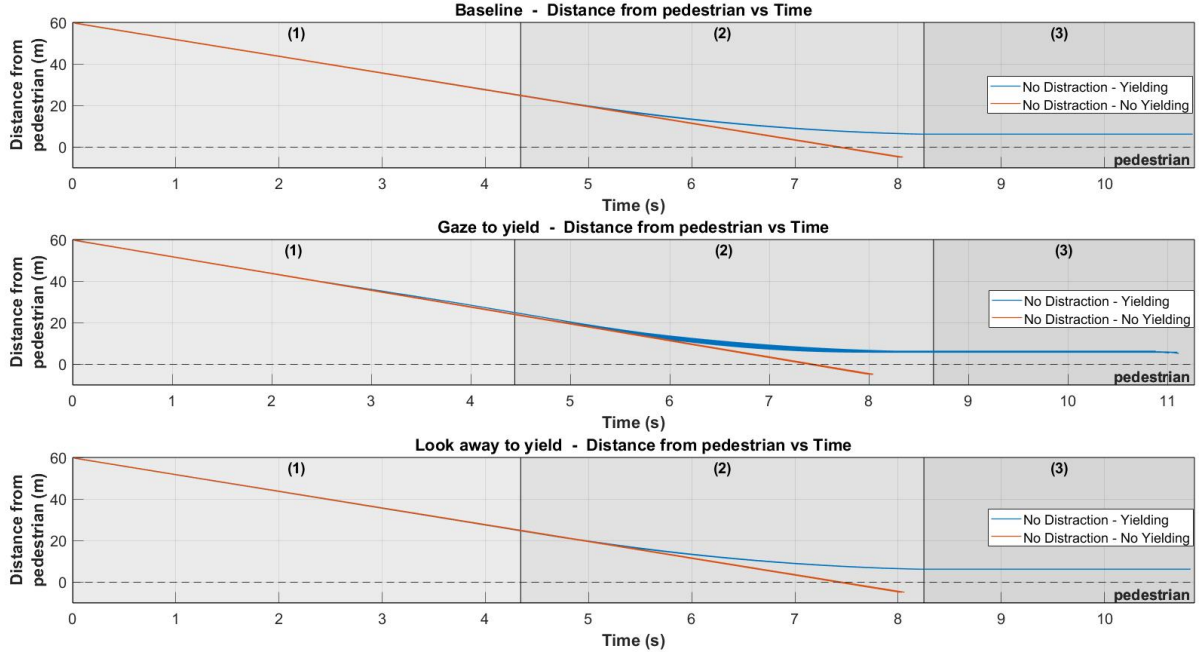 Baseline - Distance from pedestrian vs Time
Distance from
pedestrian (m)
60
40
20
0
(1)
(2)
(3)
No Distraction - Yielding
No Distraction - No Yielding
pedestrian
0 1 2 3 4 5 6 7 8 9 10
Time (s)
Gaze to yield - Distance from pedestrian vs Time
Distance from
pedestrian (m)
60
40
20
0
(1)
(2)
(3)
No Distraction - Yielding
No Distraction - No Yielding
pedestrian
0 1 2 3 4 5 6 7 8 9 10 11
Time (s)
Look away to yield - Distance from pedestrian vs Time
Distance from
pedestrian (m)
60
40
20
0
(1)
(2)
(3)
No Distraction - Yielding
No Distraction - No Yielding
pedestrian
0 1 2 3 4 5 6 7 8 9 10
Time (s)